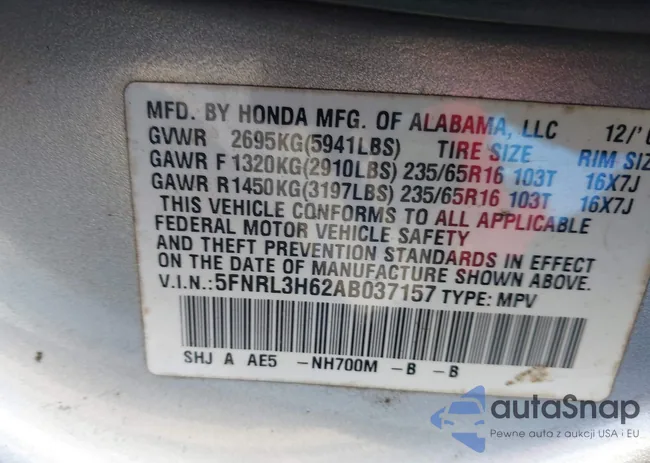 MFD. BY HONDA MFG. OF ALABAMA, LLC 12/'0
GVWR 2695KG(5941LBS) TIRE SIZE RIM SIZ
GAWR F 1320KG(2910LBS) 235/65R16 103T 16X7J
GAWR R 1450KG(3197LBS) 235/65R16 103T 16X7J
THIS VEHICLE CONFORMS TO ALL APPLICABLE
FEDERAL MOTOR VEHICLE SAFETY
AND THEFT PREVENTION STANDARDS IN EFFECT
ON THE DATE OF MANUFACTURE SHOWN ABOVE.
V.I.N.:5FNRL3H62AB037157 TYPE: MPV
SHJ A AE5 -NH700M -B -B
autaSnap
Pewne auta z aukcji USA i EU